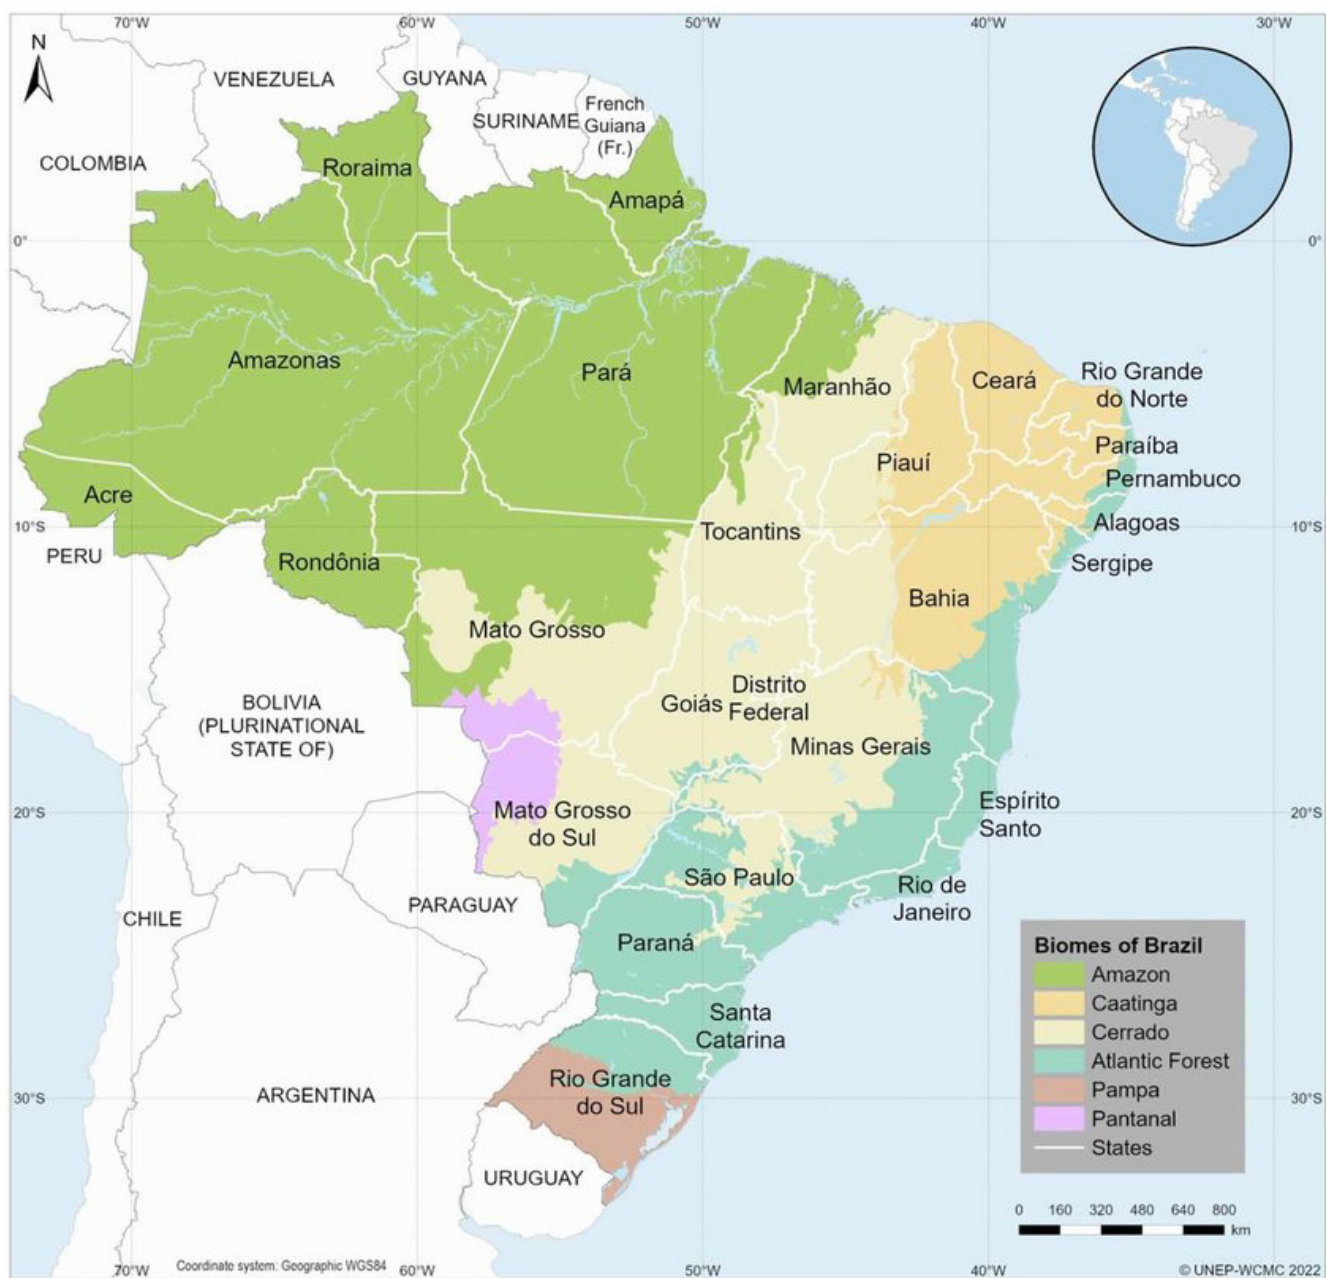 70°W
60°W
50°W
40°W
30°W
N
VENEZUELA
GUYANA
SURINAME
French
Guiana
(Fr.)
COLOMBIA
Roraima
Amapá
0°
0°
Amazonas
Pará
Maranhão
Ceará
Rio Grande
do Norte
Piauí
Paraíba
Pernambuco
Acre
Tocantins
Alagoas
10°S
10°S
PERU
Rondônia
Sergipe
Bahia
Mato Grosso
BOLIVIA
(PLURINATIONAL
STATE OF)
Goiás
Distrito
Federal
Minas Gerais
Mato Grosso
do Sul
Espírito
Santo
20°S
20°S
São Paulo
Rio de
Janeiro
CHILE
PARAGUAY
Paraná
Santa
Catarina
ARGENTINA
Rio Grande
do Sul
30°S
30°S
URUGUAY
Biomes of Brazil
Amazon
Caatinga
Cerrado
Atlantic Forest
Pampa
Pantanal
States
0 160 320 480 640 800
km
Coordinate system: Geographic WGS84
© UNEP-WCMC 2022
70°W
60°W
50°W
40°W
30°W